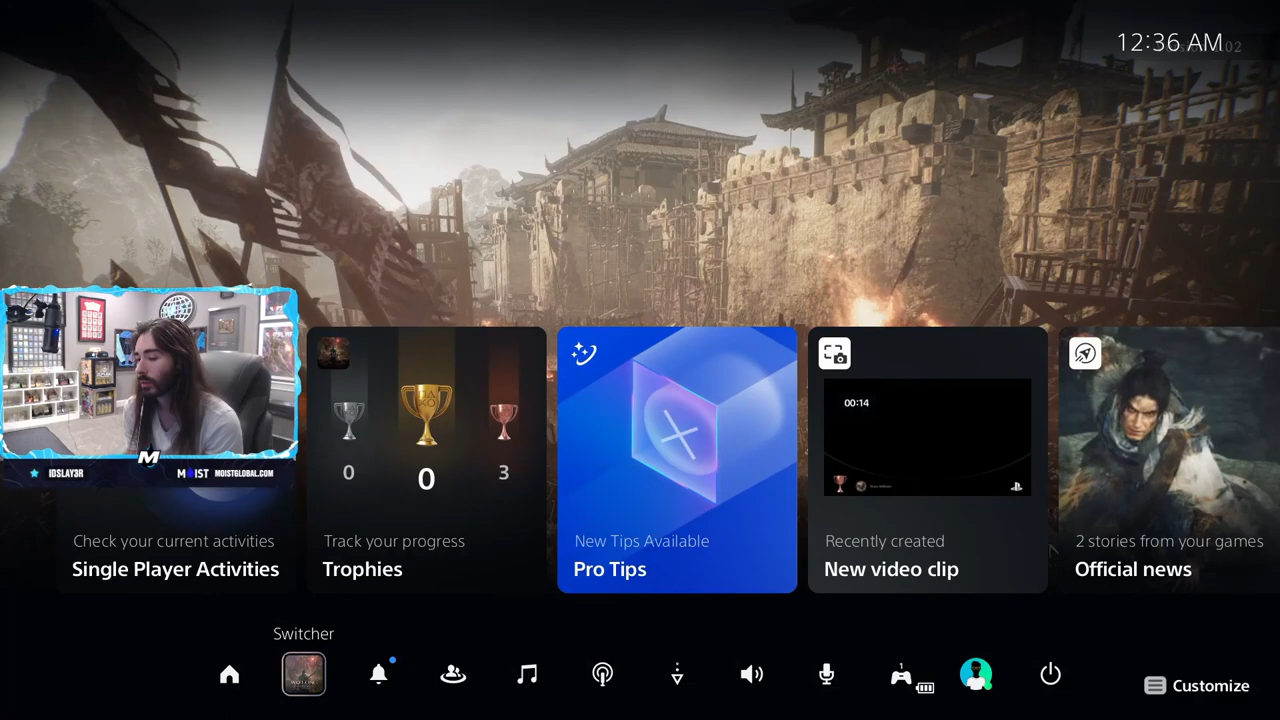 12:36 AM
02
IDSLAY3R
M
MOIST
MOISTGLOBAL.COM
Check your current activities
Single Player Activities
0
0
3
Track your progress
Trophies
New Tips Available
Pro Tips
00:14
Recently created
New video clip
2 stories from your games
Official news
Switcher
1
Customize